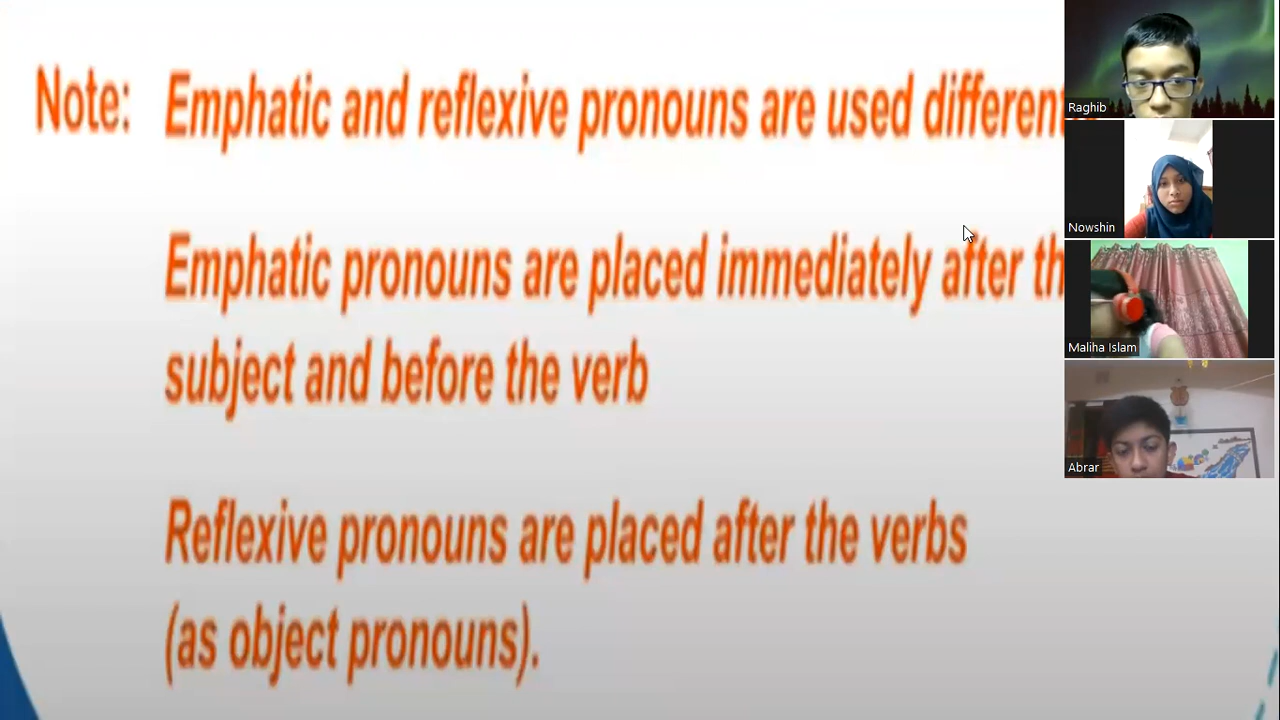 Note: Emphatic and reflexive pronouns are used different
Emphatic pronouns are placed immediately after th
subject and before the verb
Reflexive pronouns are placed after the verbs
(as object pronouns).
Raghib
Nowshin
Maliha Islam
Abrar